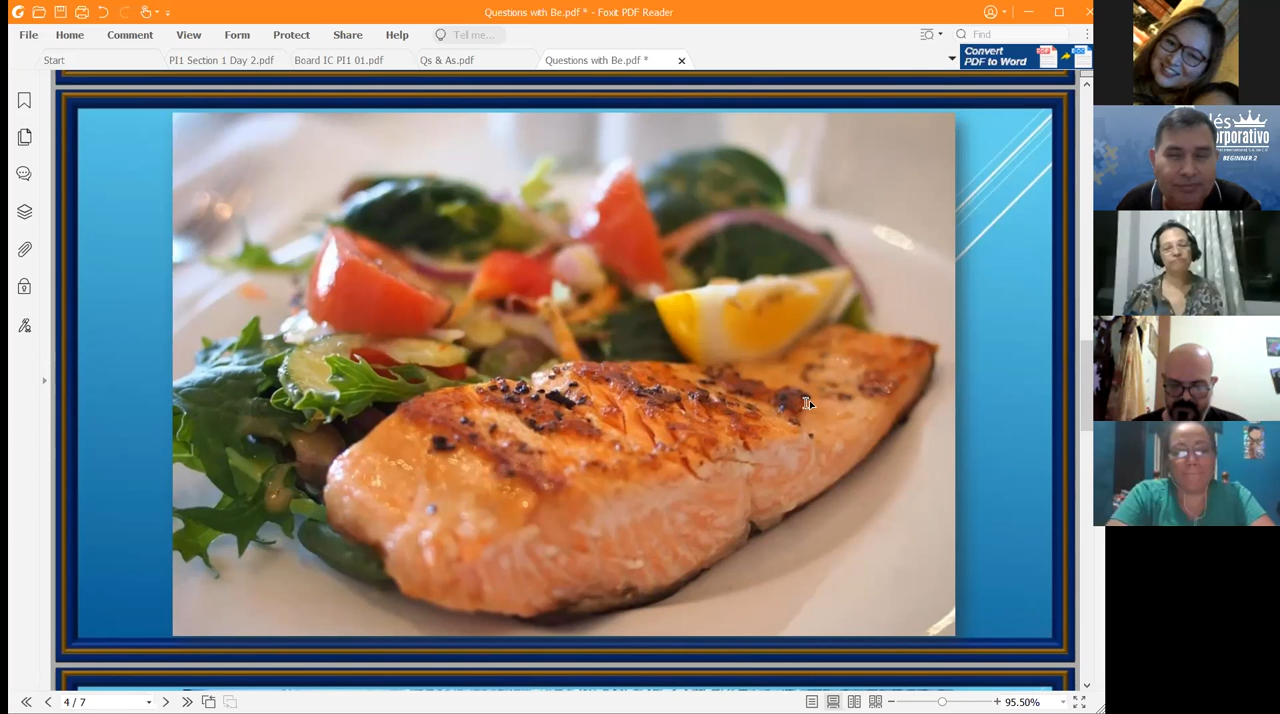 Questions with Be.pdf * - Foxit PDF Reader
File Home Comment View Form Protect Share Help Tell me... Find
Start PI1 Section 1 Day 2.pdf Board IC PI1 01.pdf Qs & As.pdf Questions with Be.pdf *
Convert
PDF to Word
és
rporativo
BEGINNER 2
4 / 7
95.50%